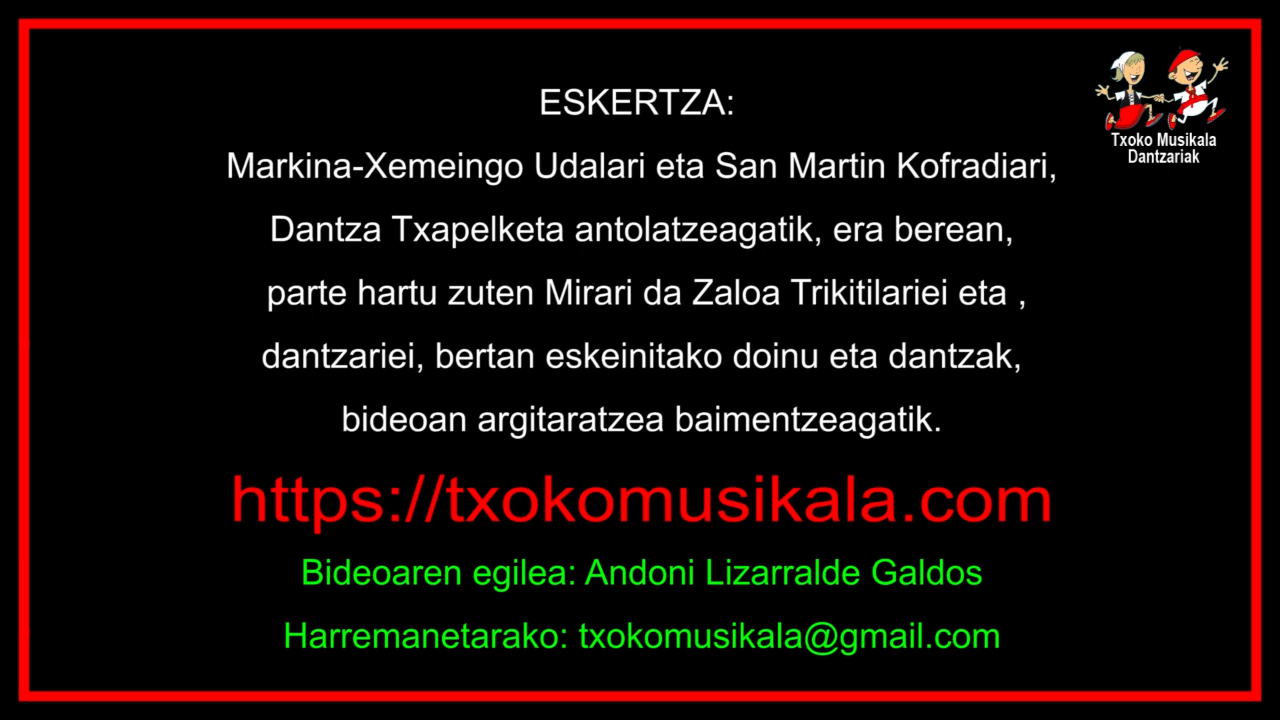 Txoko Musikala
Dantzariak
ESKERTZA:
Markina-Xemeingo Udalari eta San Martin Kofradiari,
Dantza Txapelketa antolatzeagatik, era berean,
parte hartu zuten Mirari da Zaloa Trikitilariei eta ,
dantzariei, bertan eskeinitako doinu eta dantzak,
bideoan argitaratzea baimentzeagatik.
https://txokomusikala.com
Bideoaren egilea: Andoni Lizarralde Galdos
Harremanetarako: txokomusikala@gmail.com